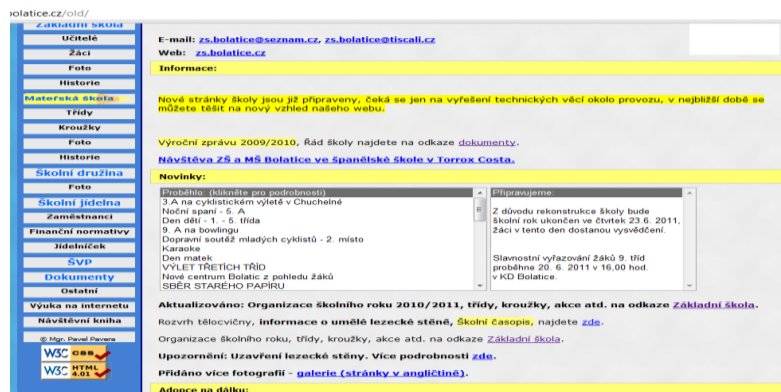 bolatice.cz/old/
Základní škola
Učitelé
Žáci
Foto
Historie
Mateřská škola
Třídy
Kroužky
Foto
Historie
Školní družina
Foto
Školní jídelna
Zaměstnanci
Finanční normativy
Jídelníček
ŠVP
Dokumenty
Ostatní
Výuka na internetu
Návštěvní kniha
© Mgr. Pavel Pavera
W3C css
W3C HTML 4.01
E-mail: zs.bolatice@seznam.cz, zs.bolatice@tiscali.cz
Web: zs.bolatice.cz
Informace:
Nové stránky školy jsou již připraveny, čeká se jen na vyřešení technických věcí okolo provozu, v nejbližší době se
můžete těšit na nový vzhled našeho webu.
Výroční zprávu 2009/2010, Řád školy najdete na odkaze dokumenty.
Návštěva ZŠ a MŠ Bolatice ve španělské škole v Torrox Costa.
Novinky:
Proběhlo: (klikněte pro podrobnosti)
3.A na cyklistickém výletě v Chuchelné
Noční spaní - 5. A
Den dětí - 1. - 5. třída
9. A na bowlingu
Dopravní soutěž mladých cyklistů - 2. místo
Karaoke
Den matek
VÝLET TŘETÍCH TŘÍD
Nové centrum Bolatic z pohledu žáků
SBĚR STARÉHO PAPÍRU
Připravujeme:
Z důvodu rekonstrukce školy bude
školní rok ukončen ve čtvrtek 23.6. 2011,
žáci v tento den dostanou vysvědčení.
Slavnostní vyřazování žáků 9. tříd
proběhne 20. 6. 2011 v 16,00 hod.
v KD Bolatice.
Aktualizováno: Organizace školního roku 2010/2011, třídy, kroužky, akce atd. na odkaze Základní škola.
Rozvrh tělocvičny, informace o umělé lezecké stěně, Školní časopis, najdete zde.
Organizace školního roku, třídy, kroužky, akce atd. na odkaze Základní škola.
Upozornění: Uzavření lezecké stěny. Více podrobností zde.
Přidáno více fotografií - galerie (stránky v angličtině).
Adopce na dálku: